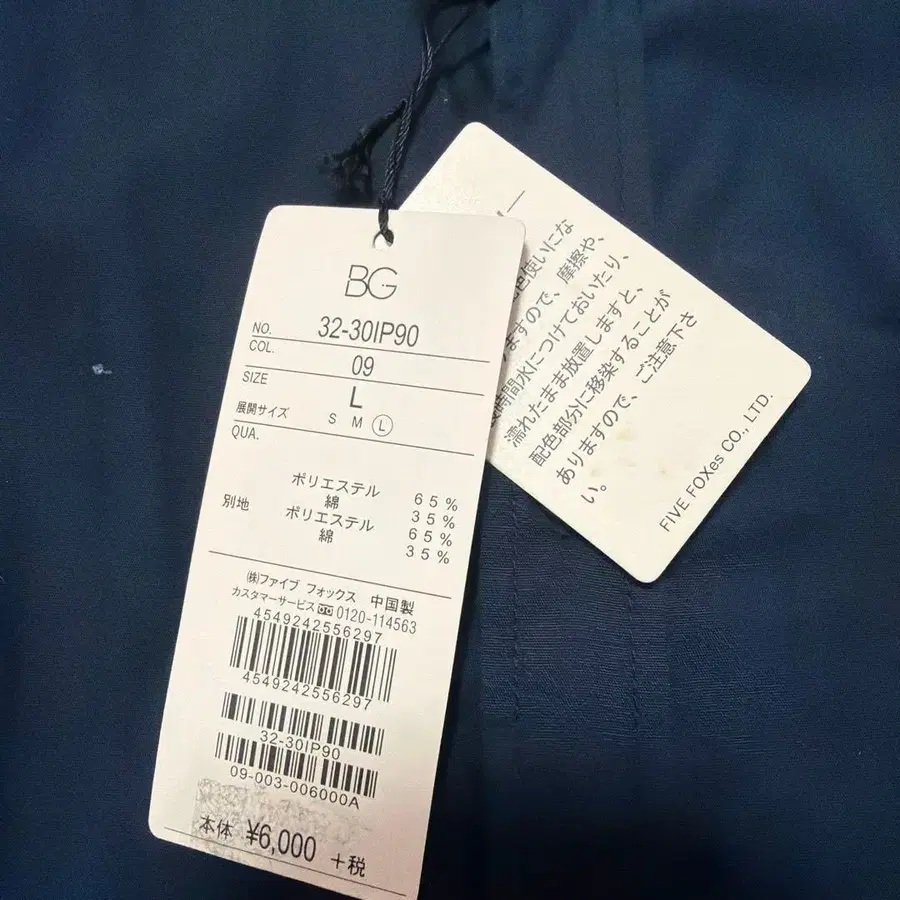 BG
NO. 32-30IP90
COL. 09
SIZE L
展開サイズ S M L
QUA.
ポリエステル 65%
綿 35%
別地 ポリエステル 65%
綿 35%
㈱ファイブ フォックス 中国製
カスタマーサービス 0120-114563
4549242556297
4549242556297
32-30IP90
09-003-006000A
本体 ¥6,000 +税
色使いにな
ますので、摩擦や、
時間水につけておいたり、
濡れたまま放置しますと、
配色部分に移染することが
ありますので、ご注意下さ
い。
FIVE FOXes CO., LTD.